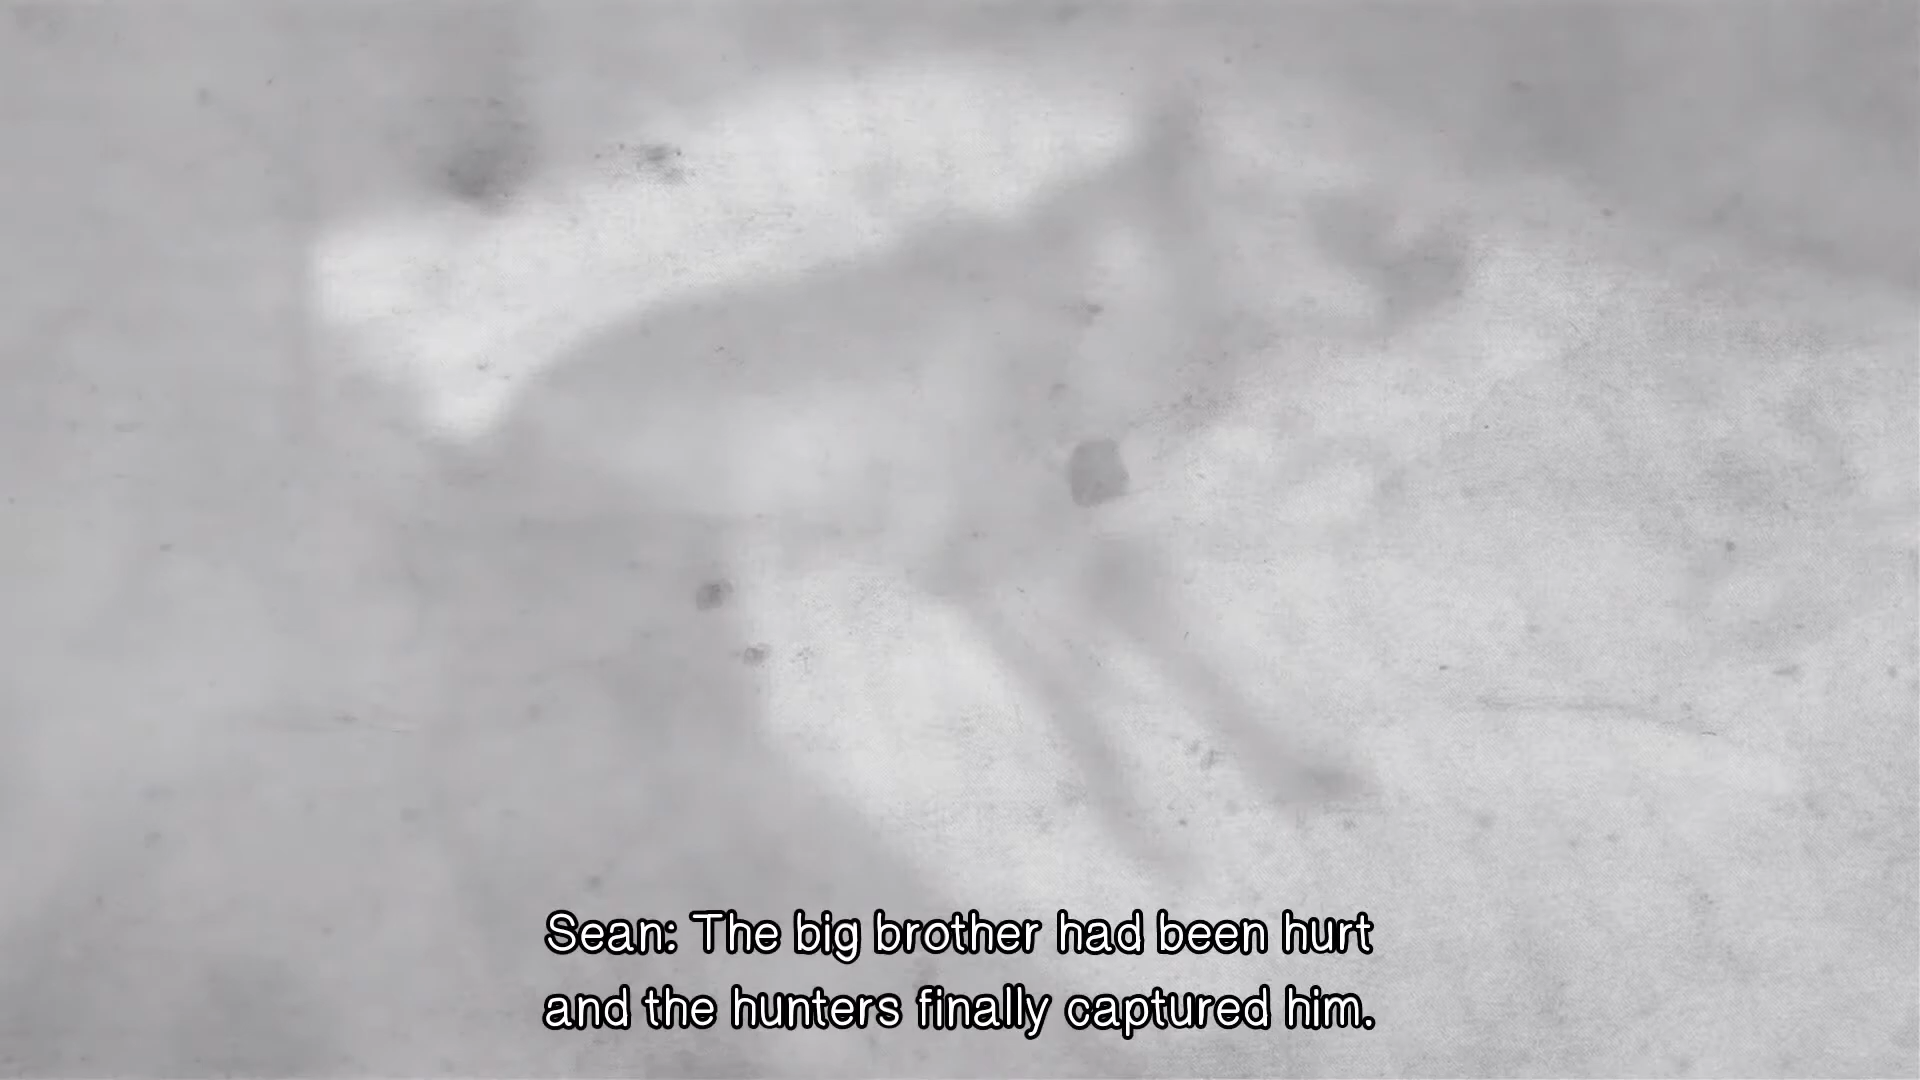 Sean: The big brother had been hurt
and the hunters finally captured him.